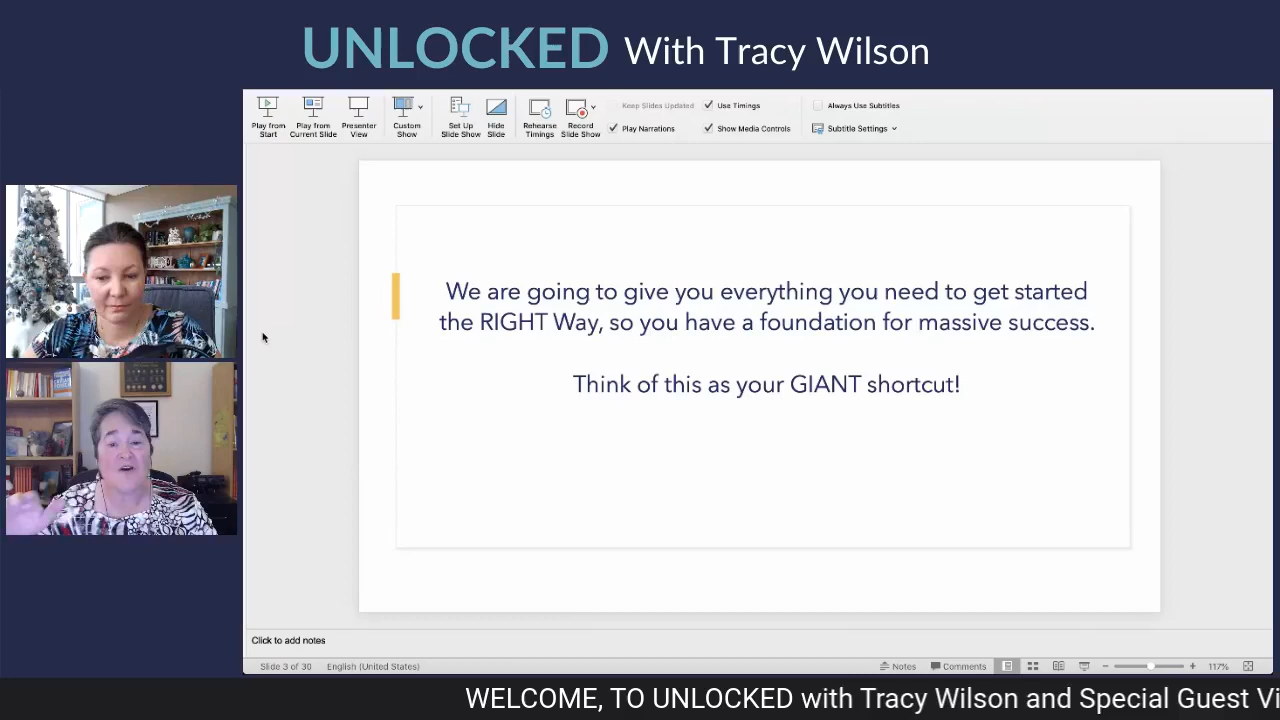 UNLOCKED With Tracy Wilson
Play from Start
Play from Current Slide
Presenter View
Custom Show
Set Up Slide Show
Hide Slide
Rehearse Timings
Record Slide Show
Keep Slides Updated
Use Timings
Play Narrations
Show Media Controls
Always Use Subtitles
Subtitle Settings
We are going to give you everything you need to get started
the RIGHT Way, so you have a foundation for massive success.
Think of this as your GIANT shortcut!
Click to add notes
Slide 3 of 30 English (United States) Notes Comments 117%
WELCOME, TO UNLOCKED with Tracy Wilson and Special Guest Vi